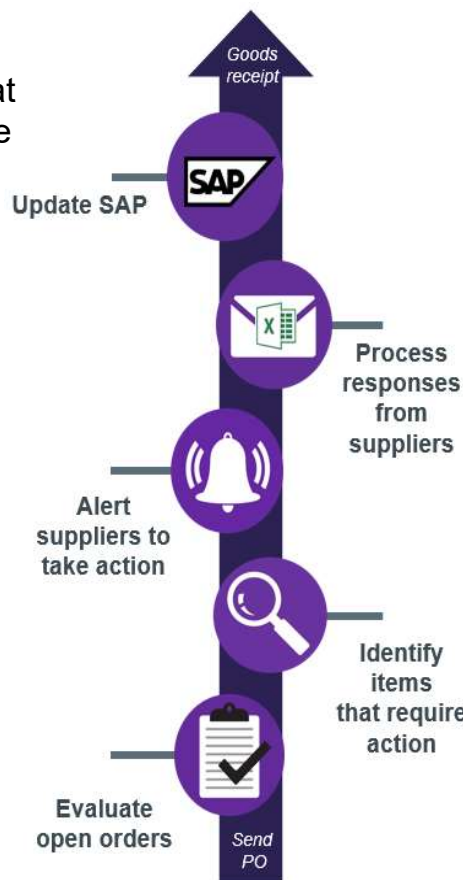 Goods
receipt
at
e
SAP
Update SAP
X
Process
responses
from
suppliers
Alert
suppliers to
take action
Identify
items
that require
action
Evaluate
open orders
Send
PO